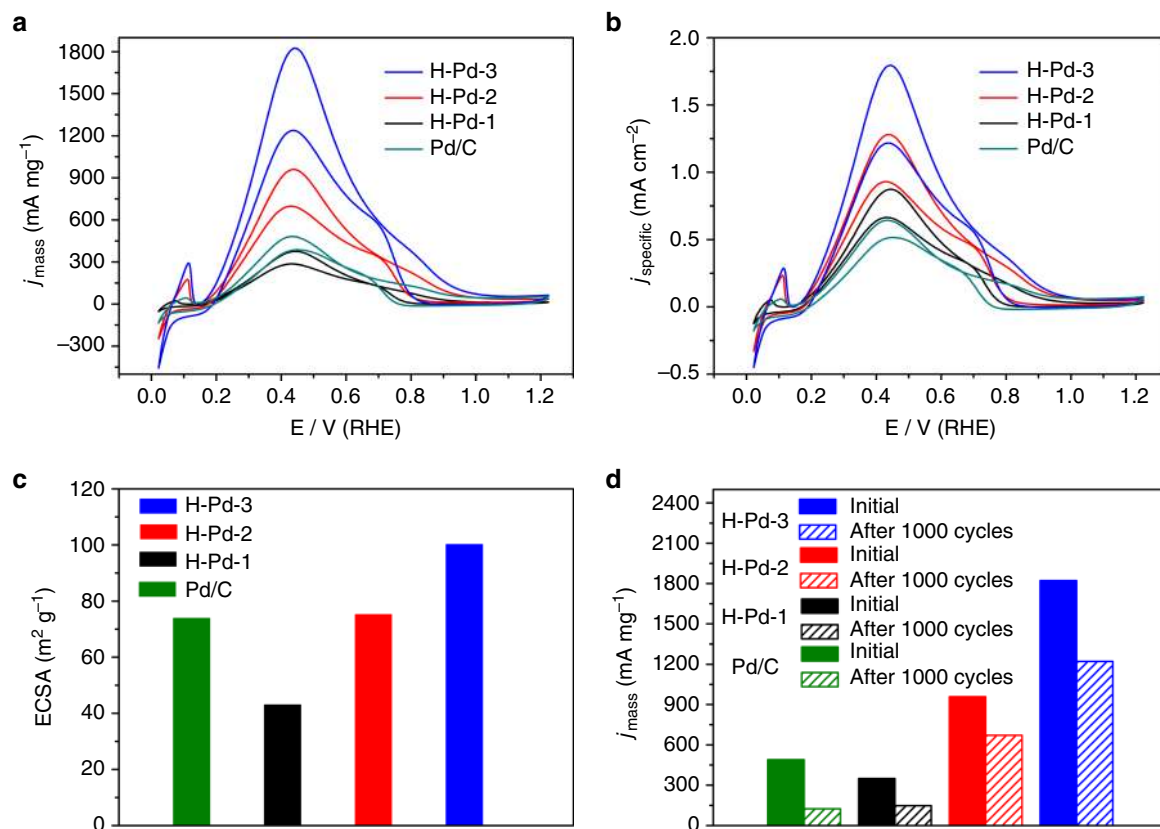 a
1800
1500
1200
900
600
300
0
–300
j mass (mA mg⁻¹)
H-Pd-3
H-Pd-2
H-Pd-1
Pd/C
0.0 0.2 0.4 0.6 0.8 1.0 1.2
E / V (RHE)
b
2.0
1.5
1.0
0.5
0.0
–0.5
j specific (mA cm⁻²)
H-Pd-3
H-Pd-2
H-Pd-1
Pd/C
0.0 0.2 0.4 0.6 0.8 1.0 1.2
E / V (RHE)
c
120
100
80
60
40
20
0
ECSA (m² g⁻¹)
H-Pd-3
H-Pd-2
H-Pd-1
Pd/C
d
2400
2100
1800
1500
1200
900
600
300
0
j mass (mA mg⁻¹)
H-Pd-3
Initial
After 1000 cycles
H-Pd-2
Initial
After 1000 cycles
H-Pd-1
Initial
After 1000 cycles
Pd/C
Initial
After 1000 cycles